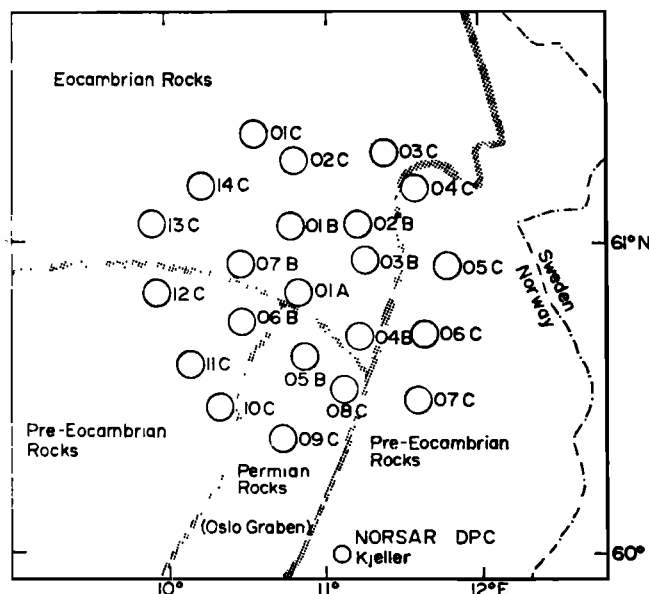 Eocambrian Rocks
01C
02C
03C
04C
14C
13C
01B
02B
61°N
07B
03B
05C
Sweden
Norway
12C
01A
06B
04B
06C
11C
05B
08C
07C
10C
09C
Pre-Eocambrian
Rocks
Pre-Eocambrian
Rocks
Permian
Rocks
(Oslo Graben)
NORSAR DPC
Kjeller
60°
10°
11°
12°E